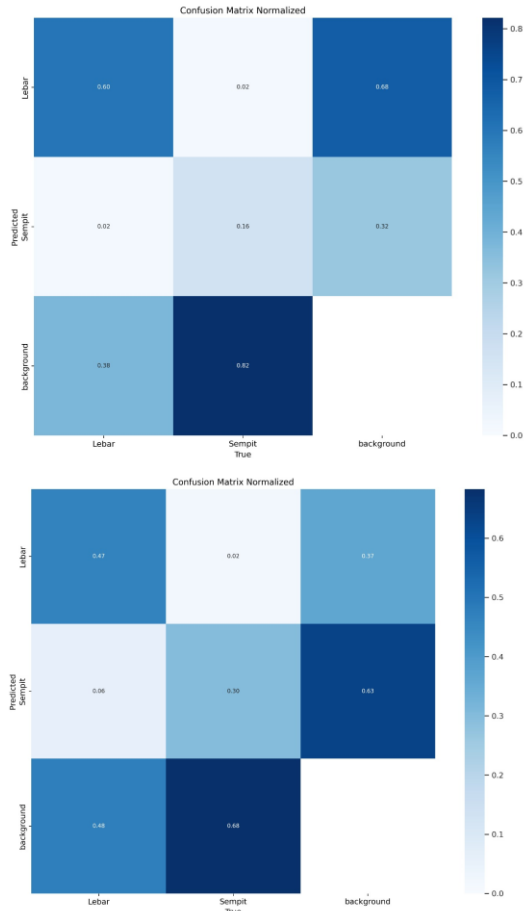 Confusion Matrix Normalized
Lebar
0.60
0.02
0.68
0.8
0.7
0.6
Predicted
Sempit
0.02
0.16
0.32
0.5
0.4
0.3
background
0.38
0.82
0.2
0.1
0.0
Lebar
Sempit
background
True
Confusion Matrix Normalized
Lebar
0.47
0.02
0.37
0.6
0.5
Predicted
Sempit
0.06
0.30
0.63
0.4
0.3
background
0.48
0.68
0.2
0.1
0.0
Lebar
Sempit
background
True